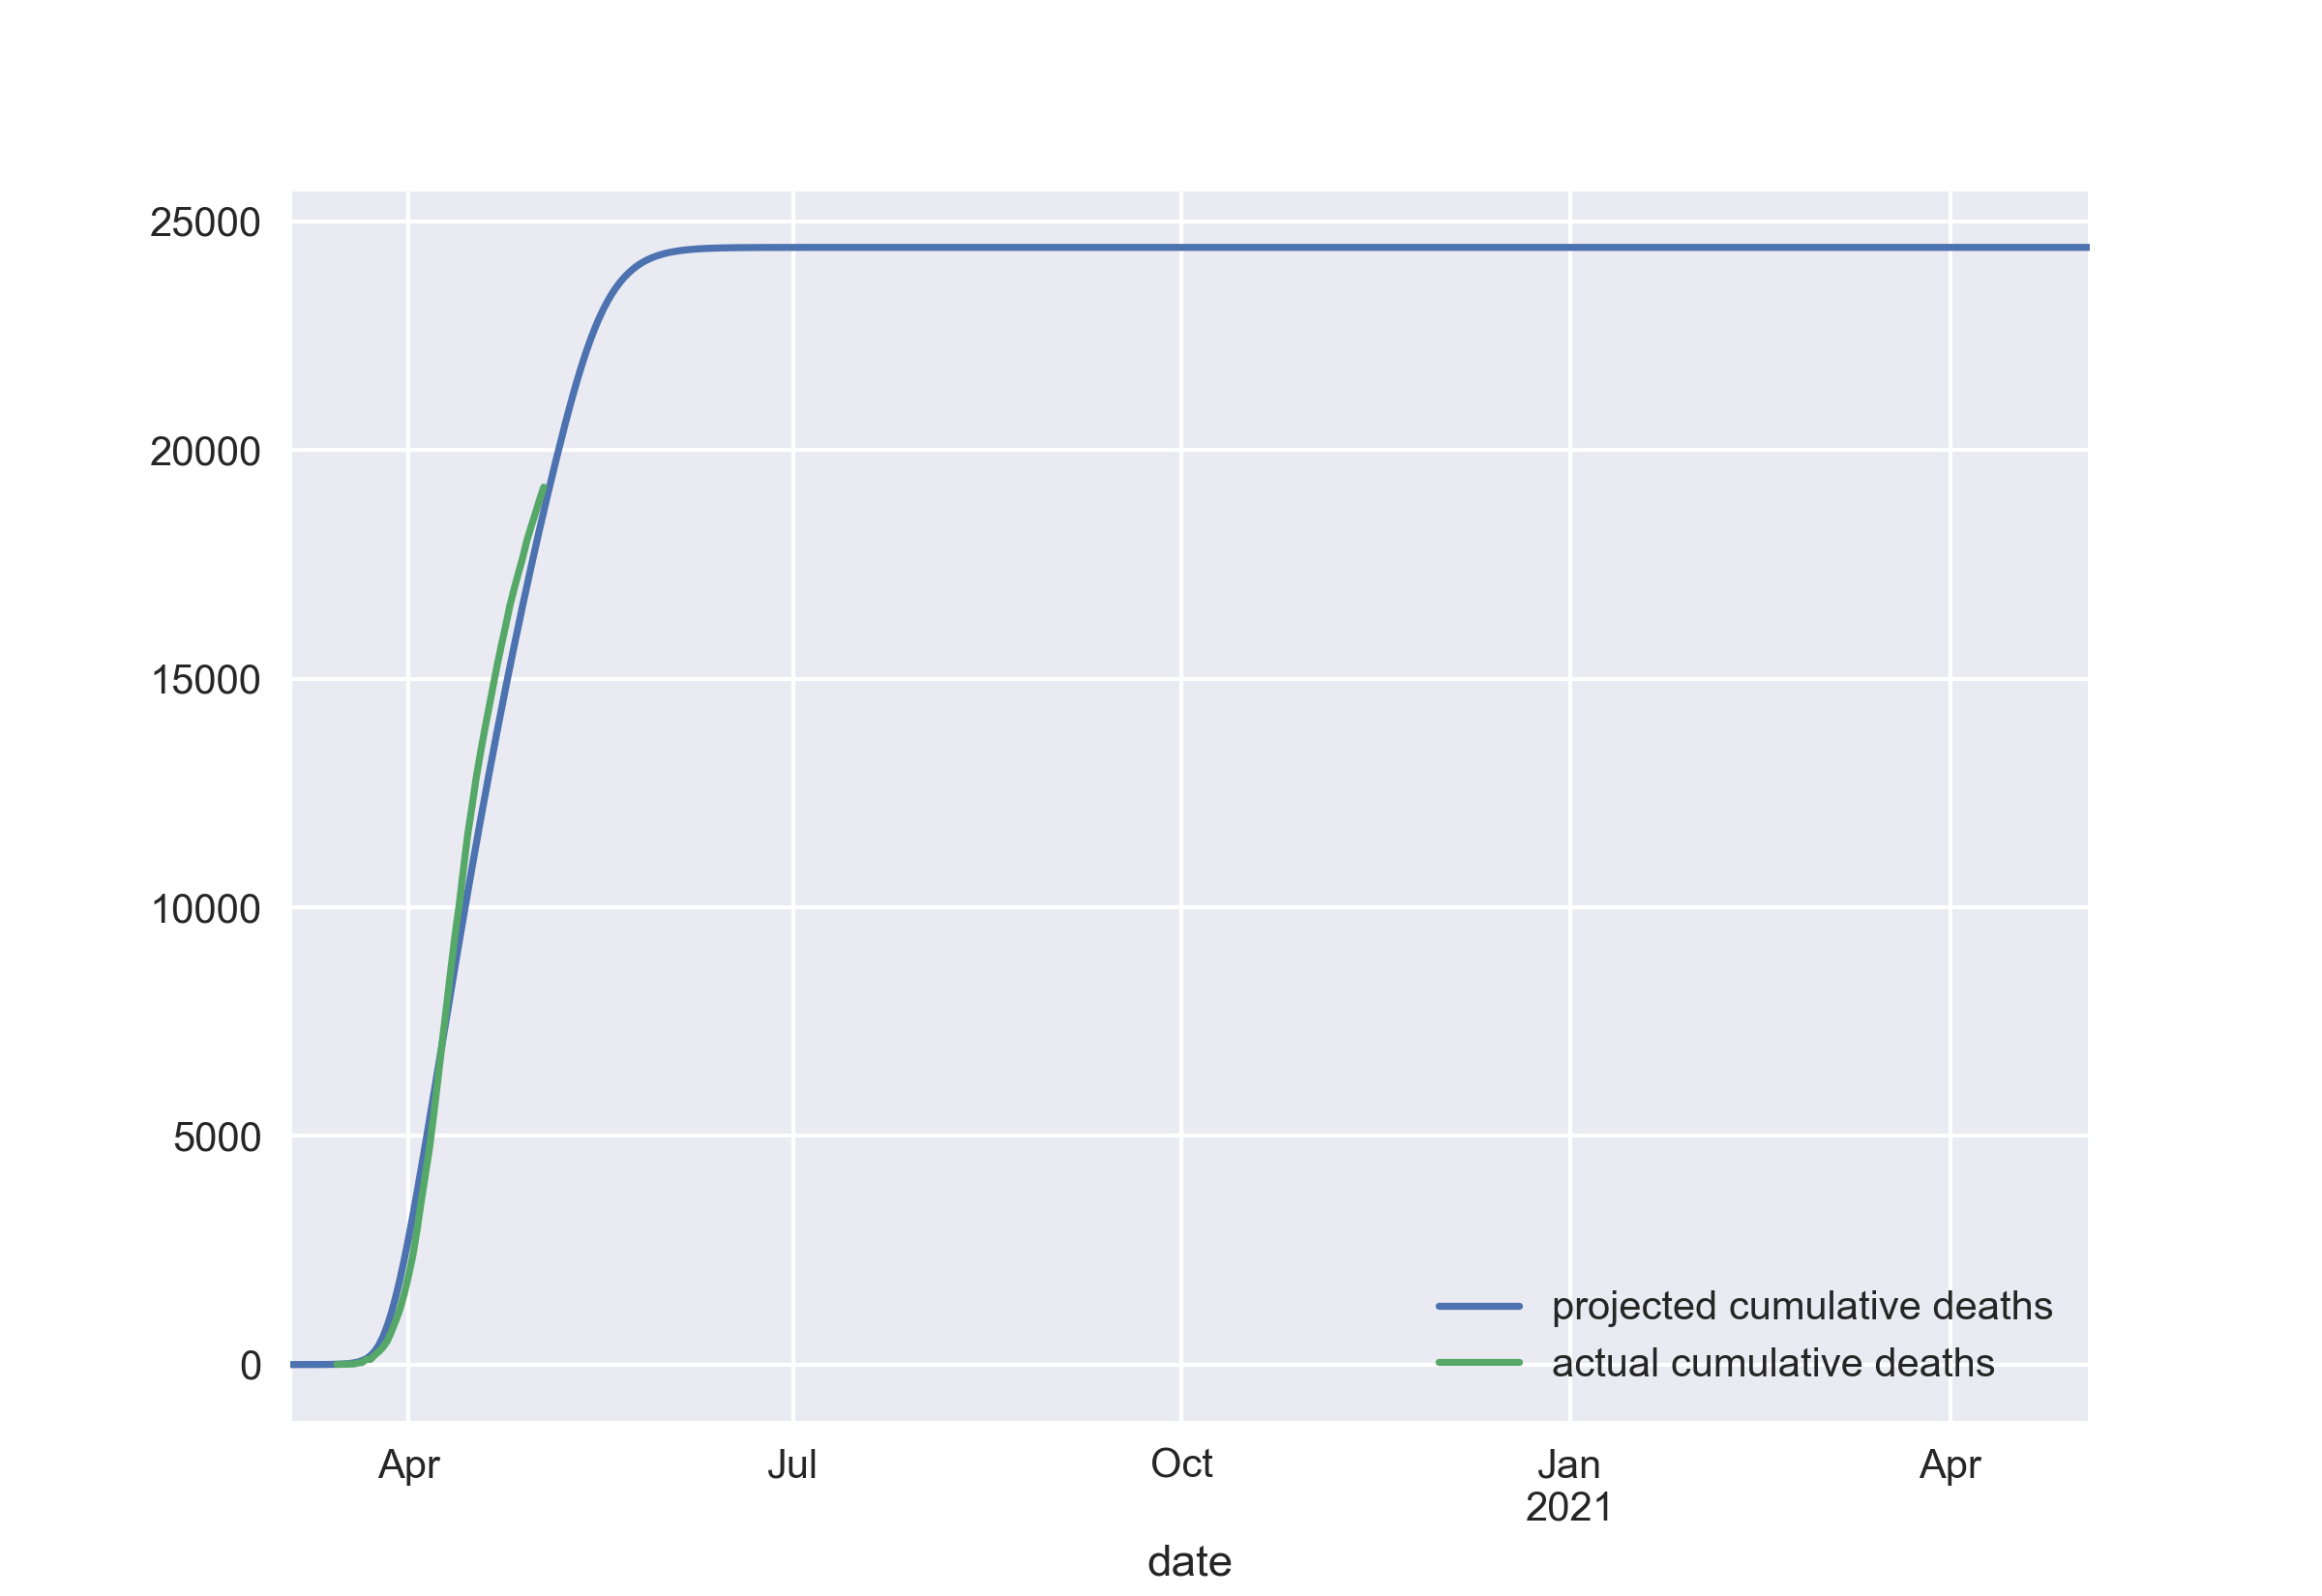 25000
20000
15000
10000
5000
0
projected cumulative deaths
actual cumulative deaths
Apr
Jul
Oct
Jan
2021
Apr
date